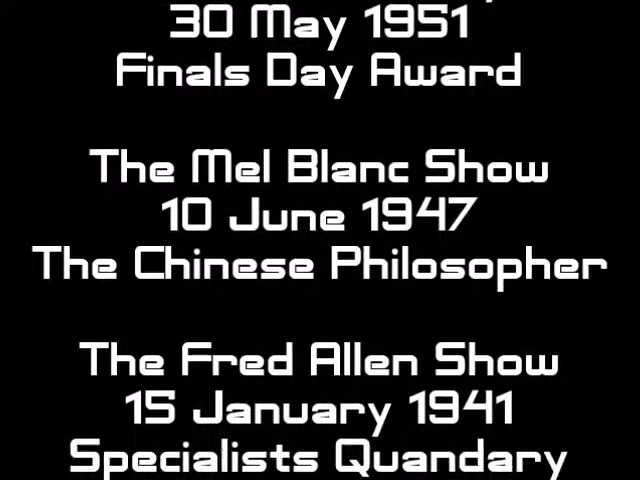 30 May 1951
Finals Day Award
The Mel Blanc Show
10 June 1947
The Chinese Philosopher
The Fred Allen Show
15 January 1941
Specialists Quandary